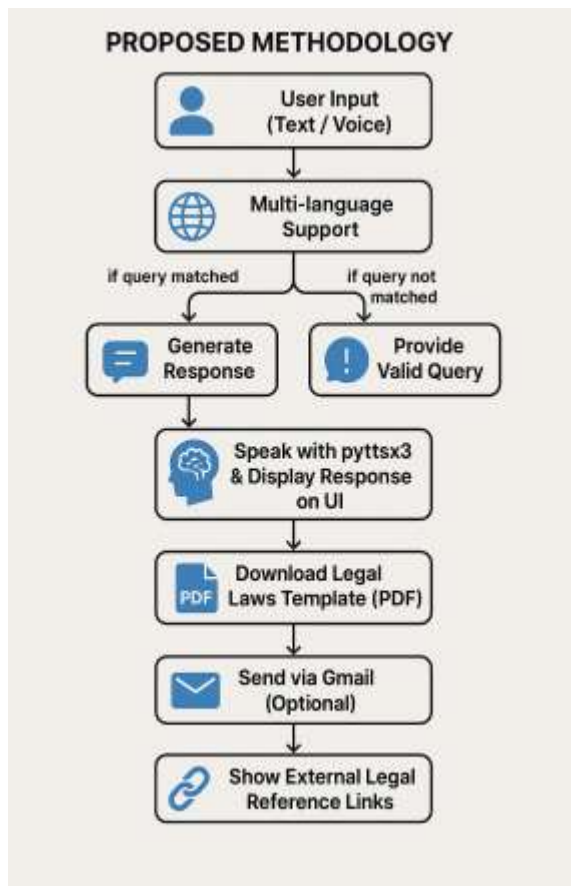 PROPOSED METHODOLOGY
User Input
(Text / Voice)
Multi-language
Support
if query matched
if query not
matched
Generate
Response
Provide
Valid Query
Speak with pyttsx3
& Display Response
on UI
PDF
Download Legal
Laws Template (PDF)
Send via Gmail
(Optional)
Show External Legal
Reference Links